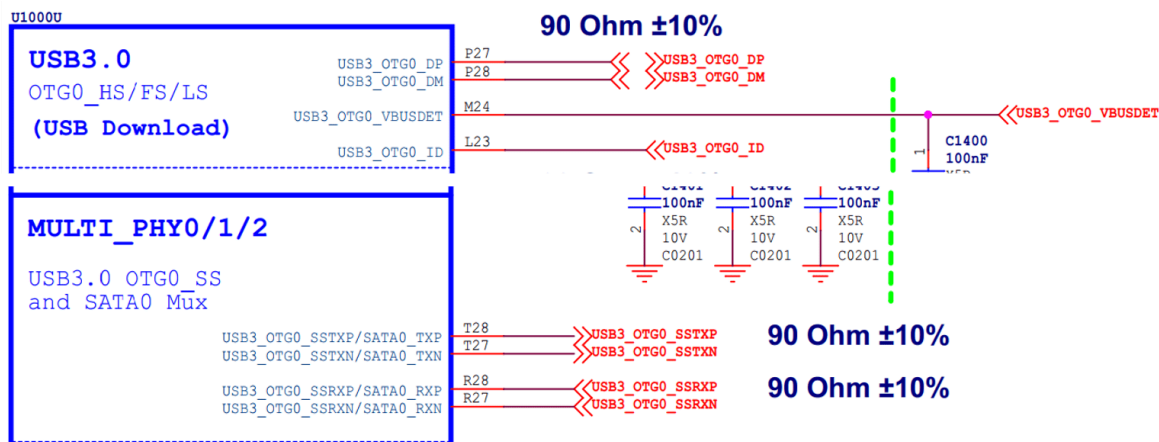 U1000U
90 Ohm ±10%
USB3.0
OTG0_HS/FS/LS
(USB Download)
USB3_OTG0_DP P27 USB3_OTG0_DP
USB3_OTG0_DM P28 USB3_OTG0_DM
USB3_OTG0_VBUSDET M24 USB3_OTG0_VBUSDET
USB3_OTG0_ID L23 USB3_OTG0_ID
C1400
1 100nF
C1401 C1402 C1403
100nF 100nF 100nF
2 X5R 2 X5R 2 X5R
10V 10V 10V
C0201 C0201 C0201
MULTI_PHY0/1/2
USB3.0 OTG0_SS
and SATA0 Mux
USB3_OTG0_SSTXP/SATA0_TXP T28 USB3_OTG0_SSTXP 90 Ohm ±10%
USB3_OTG0_SSTXN/SATA0_TXN T27 USB3_OTG0_SSTXN
USB3_OTG0_SSRXP/SATA0_RXP R28 USB3_OTG0_SSRXP 90 Ohm ±10%
USB3_OTG0_SSRXN/SATA0_RXN R27 USB3_OTG0_SSRXN